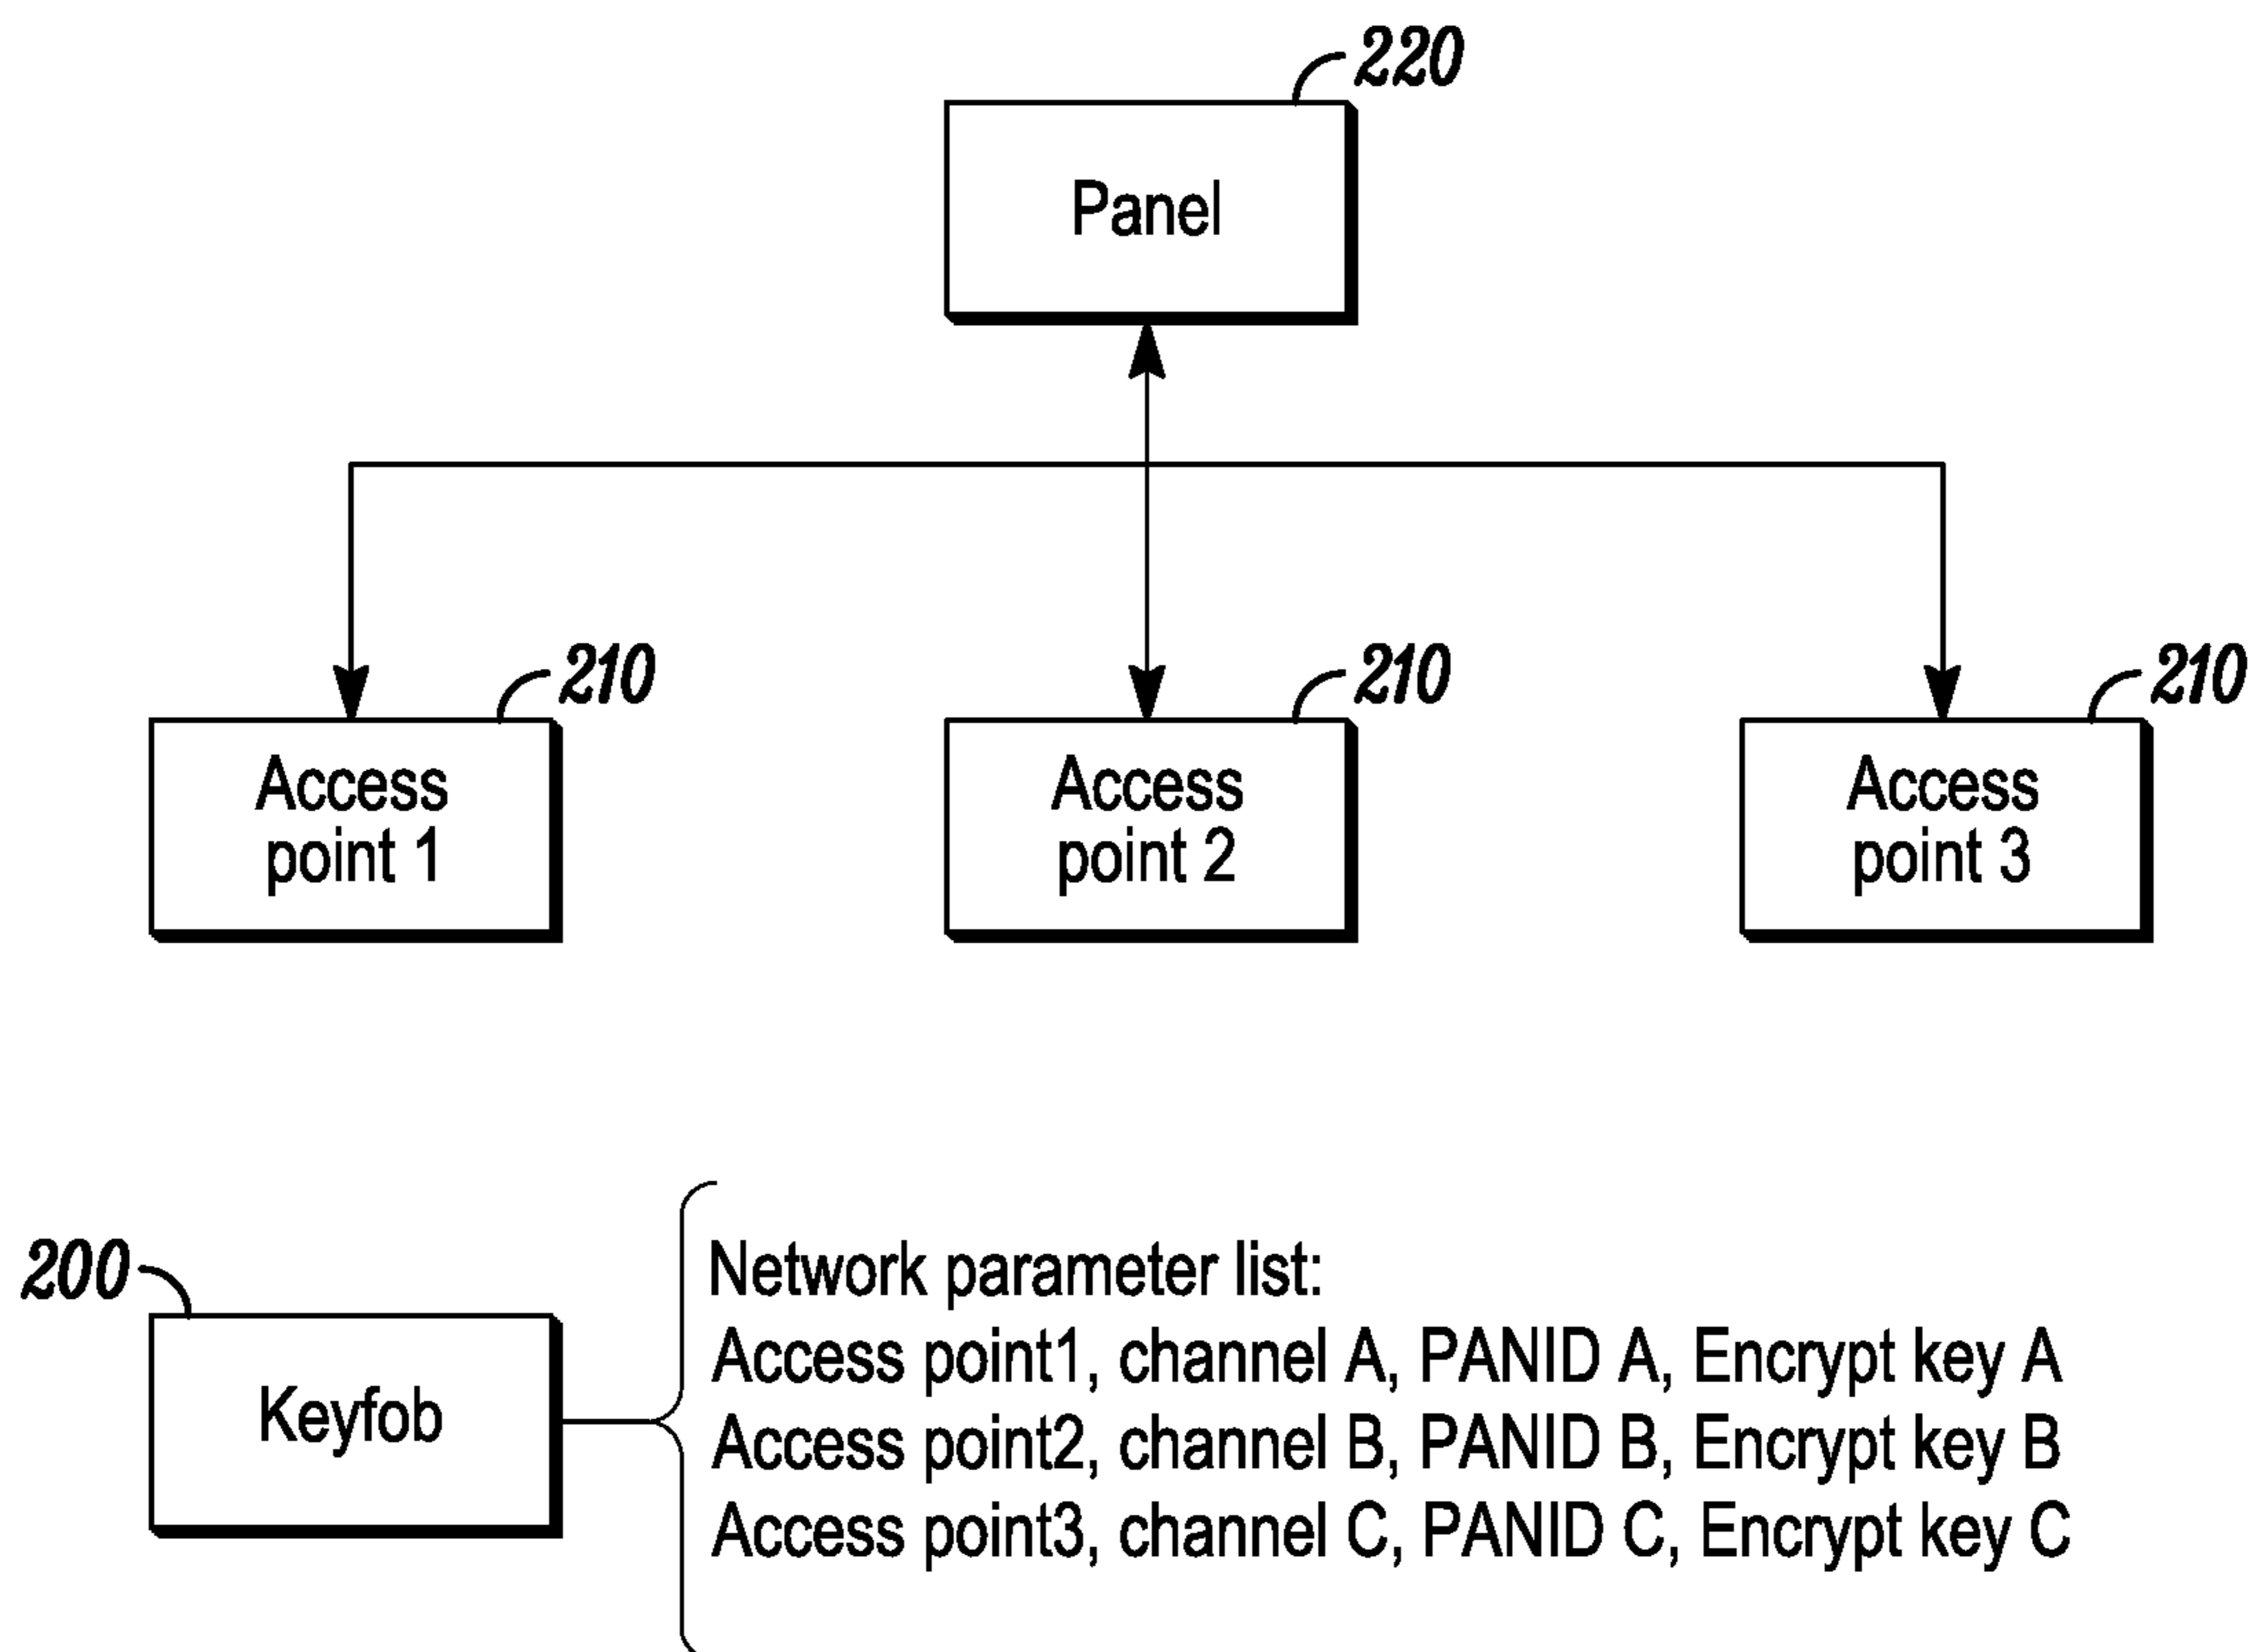 220
Panel
210
210
210
Access
point 1
Access
point 2
Access
point 3
200
Keyfob
Network parameter list:
Access point1, channel A, PANID A, Encrypt key A
Access point2, channel B, PANID B, Encrypt key B
Access point3, channel C, PANID C, Encrypt key C